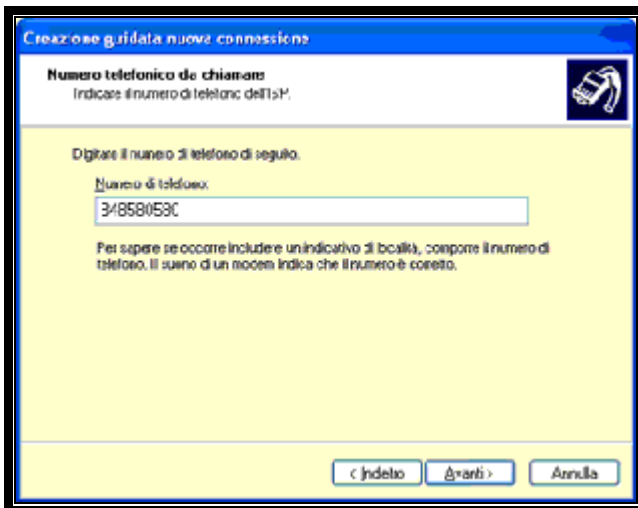 Creazione guidata nuova connessione
Numero telefonico da chiamare
Indicare il numero di telefono dell'ISP.
Digitare il numero di telefono di seguito.
Numero di telefono:
Per sapere se occorre includere un indicativo di località, comporre il numero di
telefono. Il suono di un modem indica che il numero è corretto.
< Indietro
Avanti >
Annulla